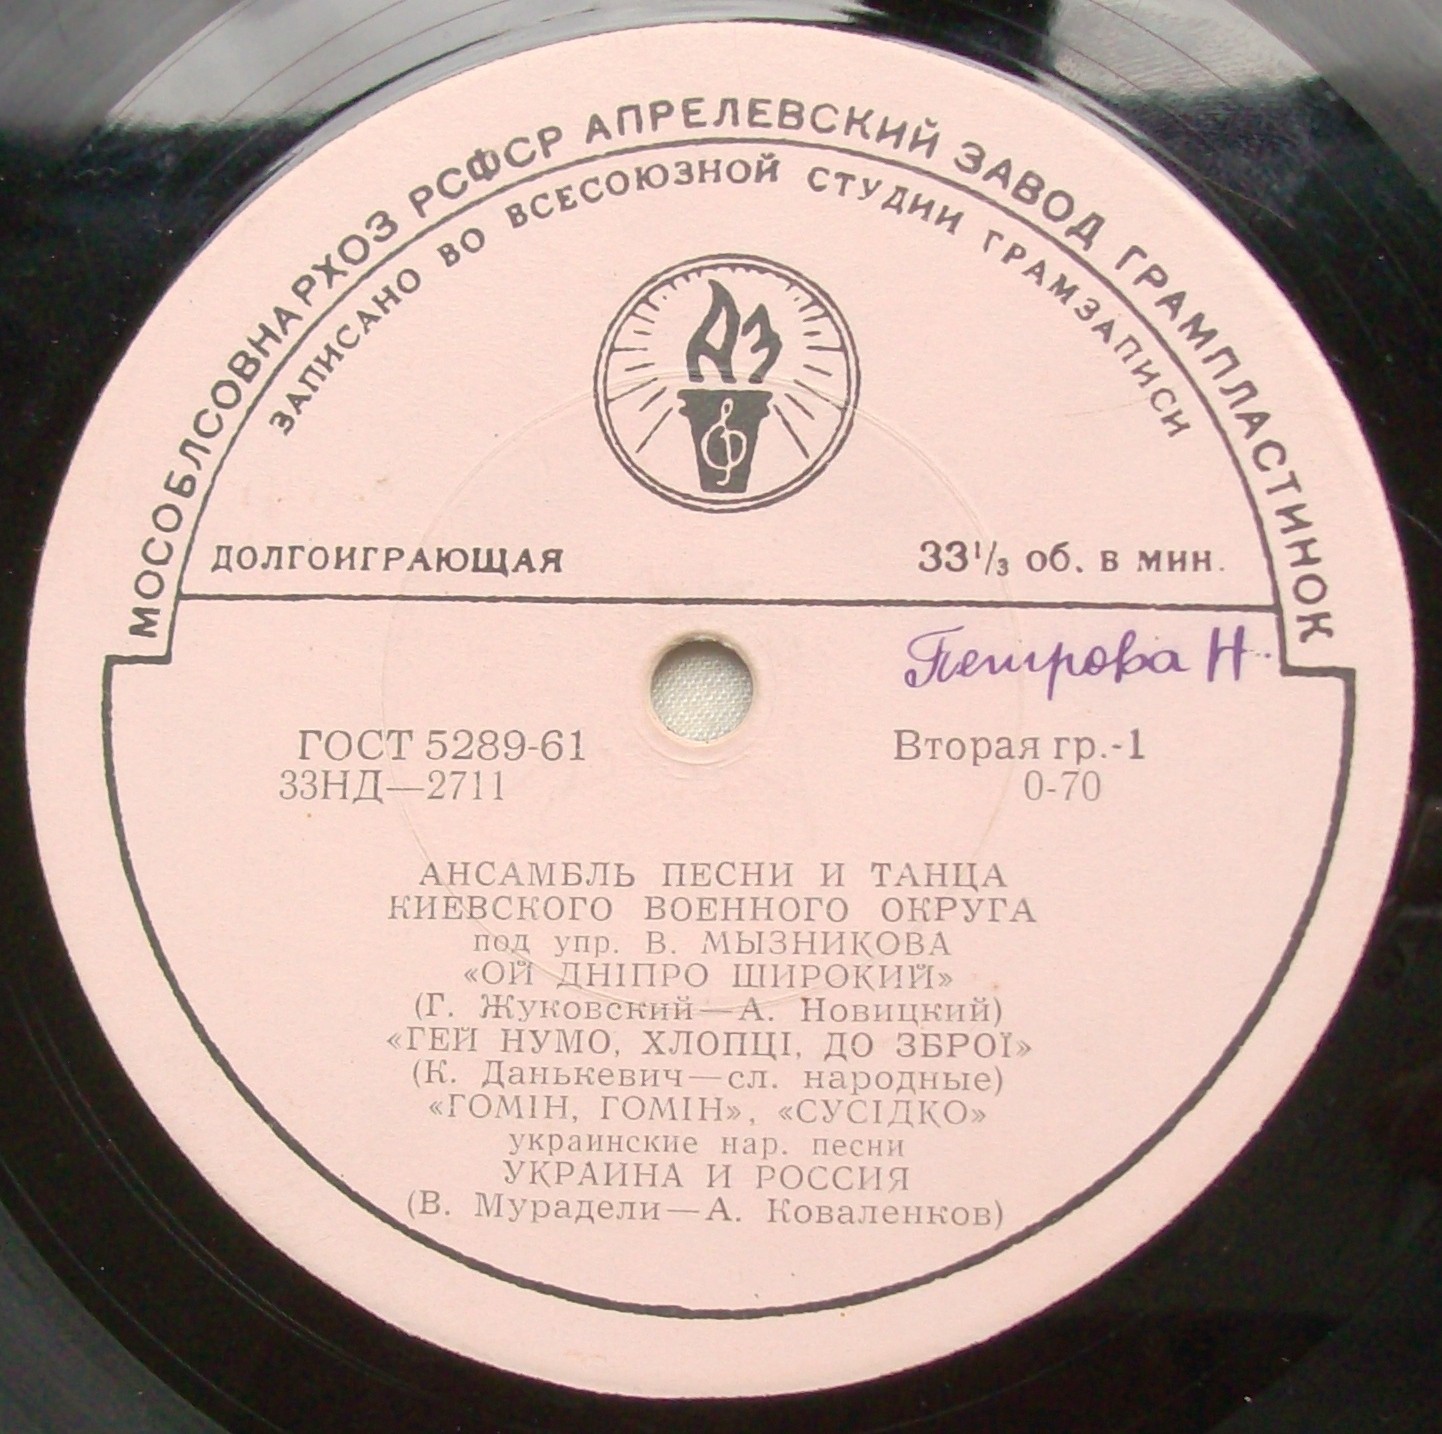 МОСОБЛСОВНАРХОЗ РСФСР АПРЕЛЕВСКИЙ ЗАВОД ГРАМПЛАСТИНОК
ЗАПИСАНО ВО ВСЕСОЮЗНОЙ СТУДИИ ГРАМЗАПИСИ
АЗ
ДОЛГОИГРАЮЩАЯ 33 1/3 об. в мин.
Петрова Н.
ГОСТ 5289-61 Вторая гр.-1
33НД—2711 0-70
АНСАМБЛЬ ПЕСНИ И ТАНЦА
КИЕВСКОГО ВОЕННОГО ОКРУГА
под упр. В. МЫЗНИКОВА
«ОЙ ДНІПРО ШИРОКИЙ»
(Г. Жуковский—А. Новицкий)
«ГЕЙ НУМО, ХЛОПЦІ, ДО ЗБРОЇ»
(К. Данькевич—сл. народные)
«ГОМІН, ГОМІН», «СУСІДКО»
украинские нар. песни
УКРАИНА И РОССИЯ
(В. Мурадели—А. Коваленков)